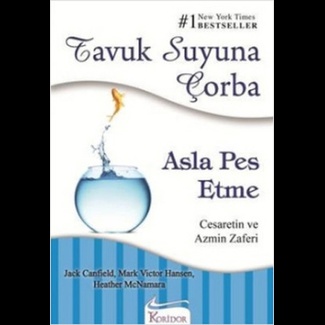 #1 New York Times
BESTSELLER
Tavuk Suyuna
Çorba
Asla Pes
Etme
Cesaretin ve
Azmin Zaferi
Jack Canfield, Mark Victor Hansen,
Heather McNamara
KORİDOR